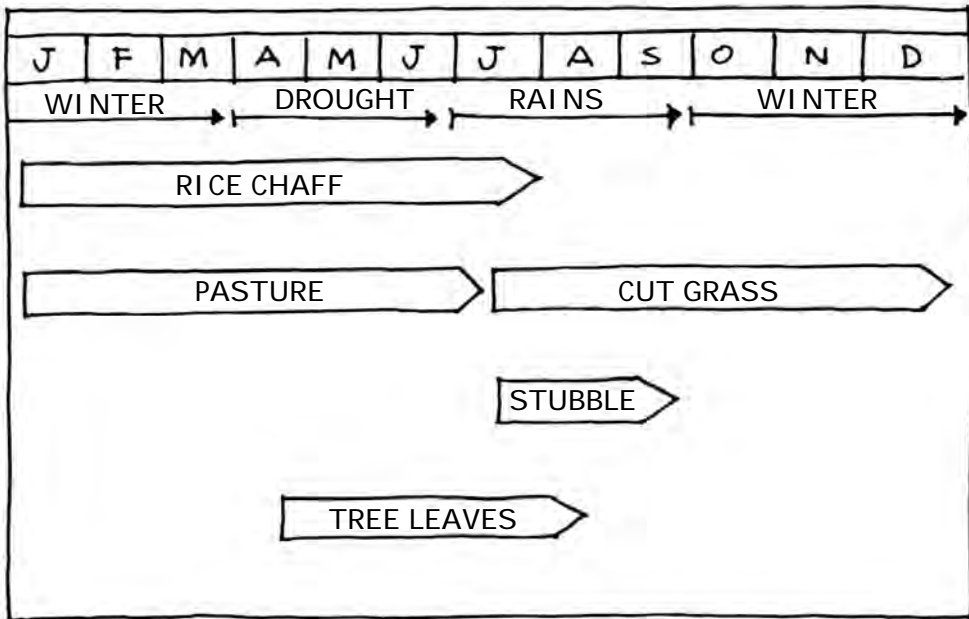 J F M A M J J A S O N D
WINTER DROUGHT RAINS WINTER
RICE CHAFF
PASTURE CUT GRASS
STUBBLE
TREE LEAVES